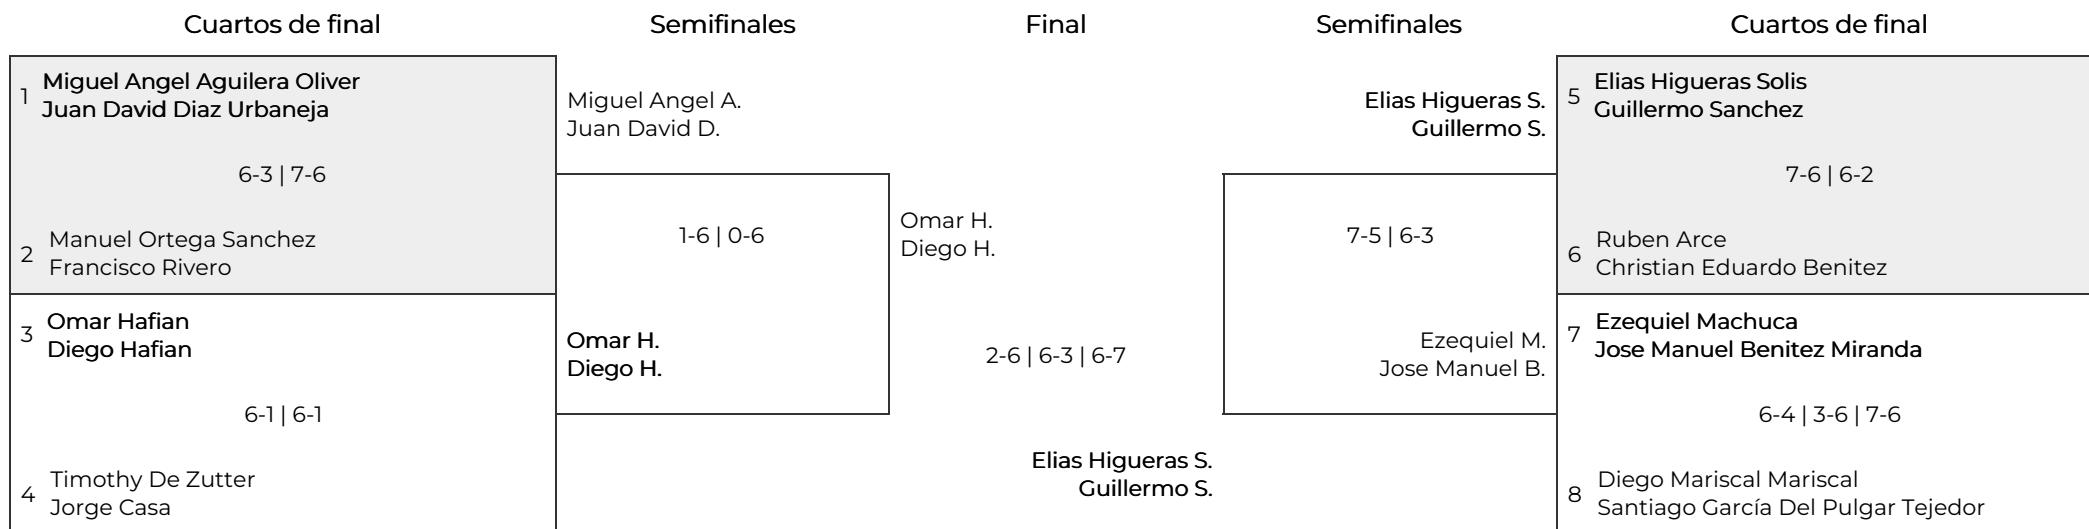 Cuartos de final
Semifinales
Final
Semifinales
Cuartos de final
1
Miguel Angel Aguilera Oliver
Juan David Diaz Urbaneja
6-3 | 7-6
2
Manuel Ortega Sanchez
Francisco Rivero
3
Omar Hafian
Diego Hafian
6-1 | 6-1
4
Timothy De Zutter
Jorge Casa
Miguel Angel A.
Juan David D.
1-6 | 0-6
Omar H.
Diego H.
Omar H.
Diego H.
2-6 | 6-3 | 6-7
Elias Higueras S.
Guillermo S.
Elias Higueras S.
Guillermo S.
7-5 | 6-3
Ezequiel M.
Jose Manuel B.
5
Elias Higueras Solis
Guillermo Sanchez
7-6 | 6-2
6
Ruben Arce
Christian Eduardo Benitez
7
Ezequiel Machuca
Jose Manuel Benitez Miranda
6-4 | 3-6 | 7-6
8
Diego Mariscal Mariscal
Santiago García Del Pulgar Tejedor